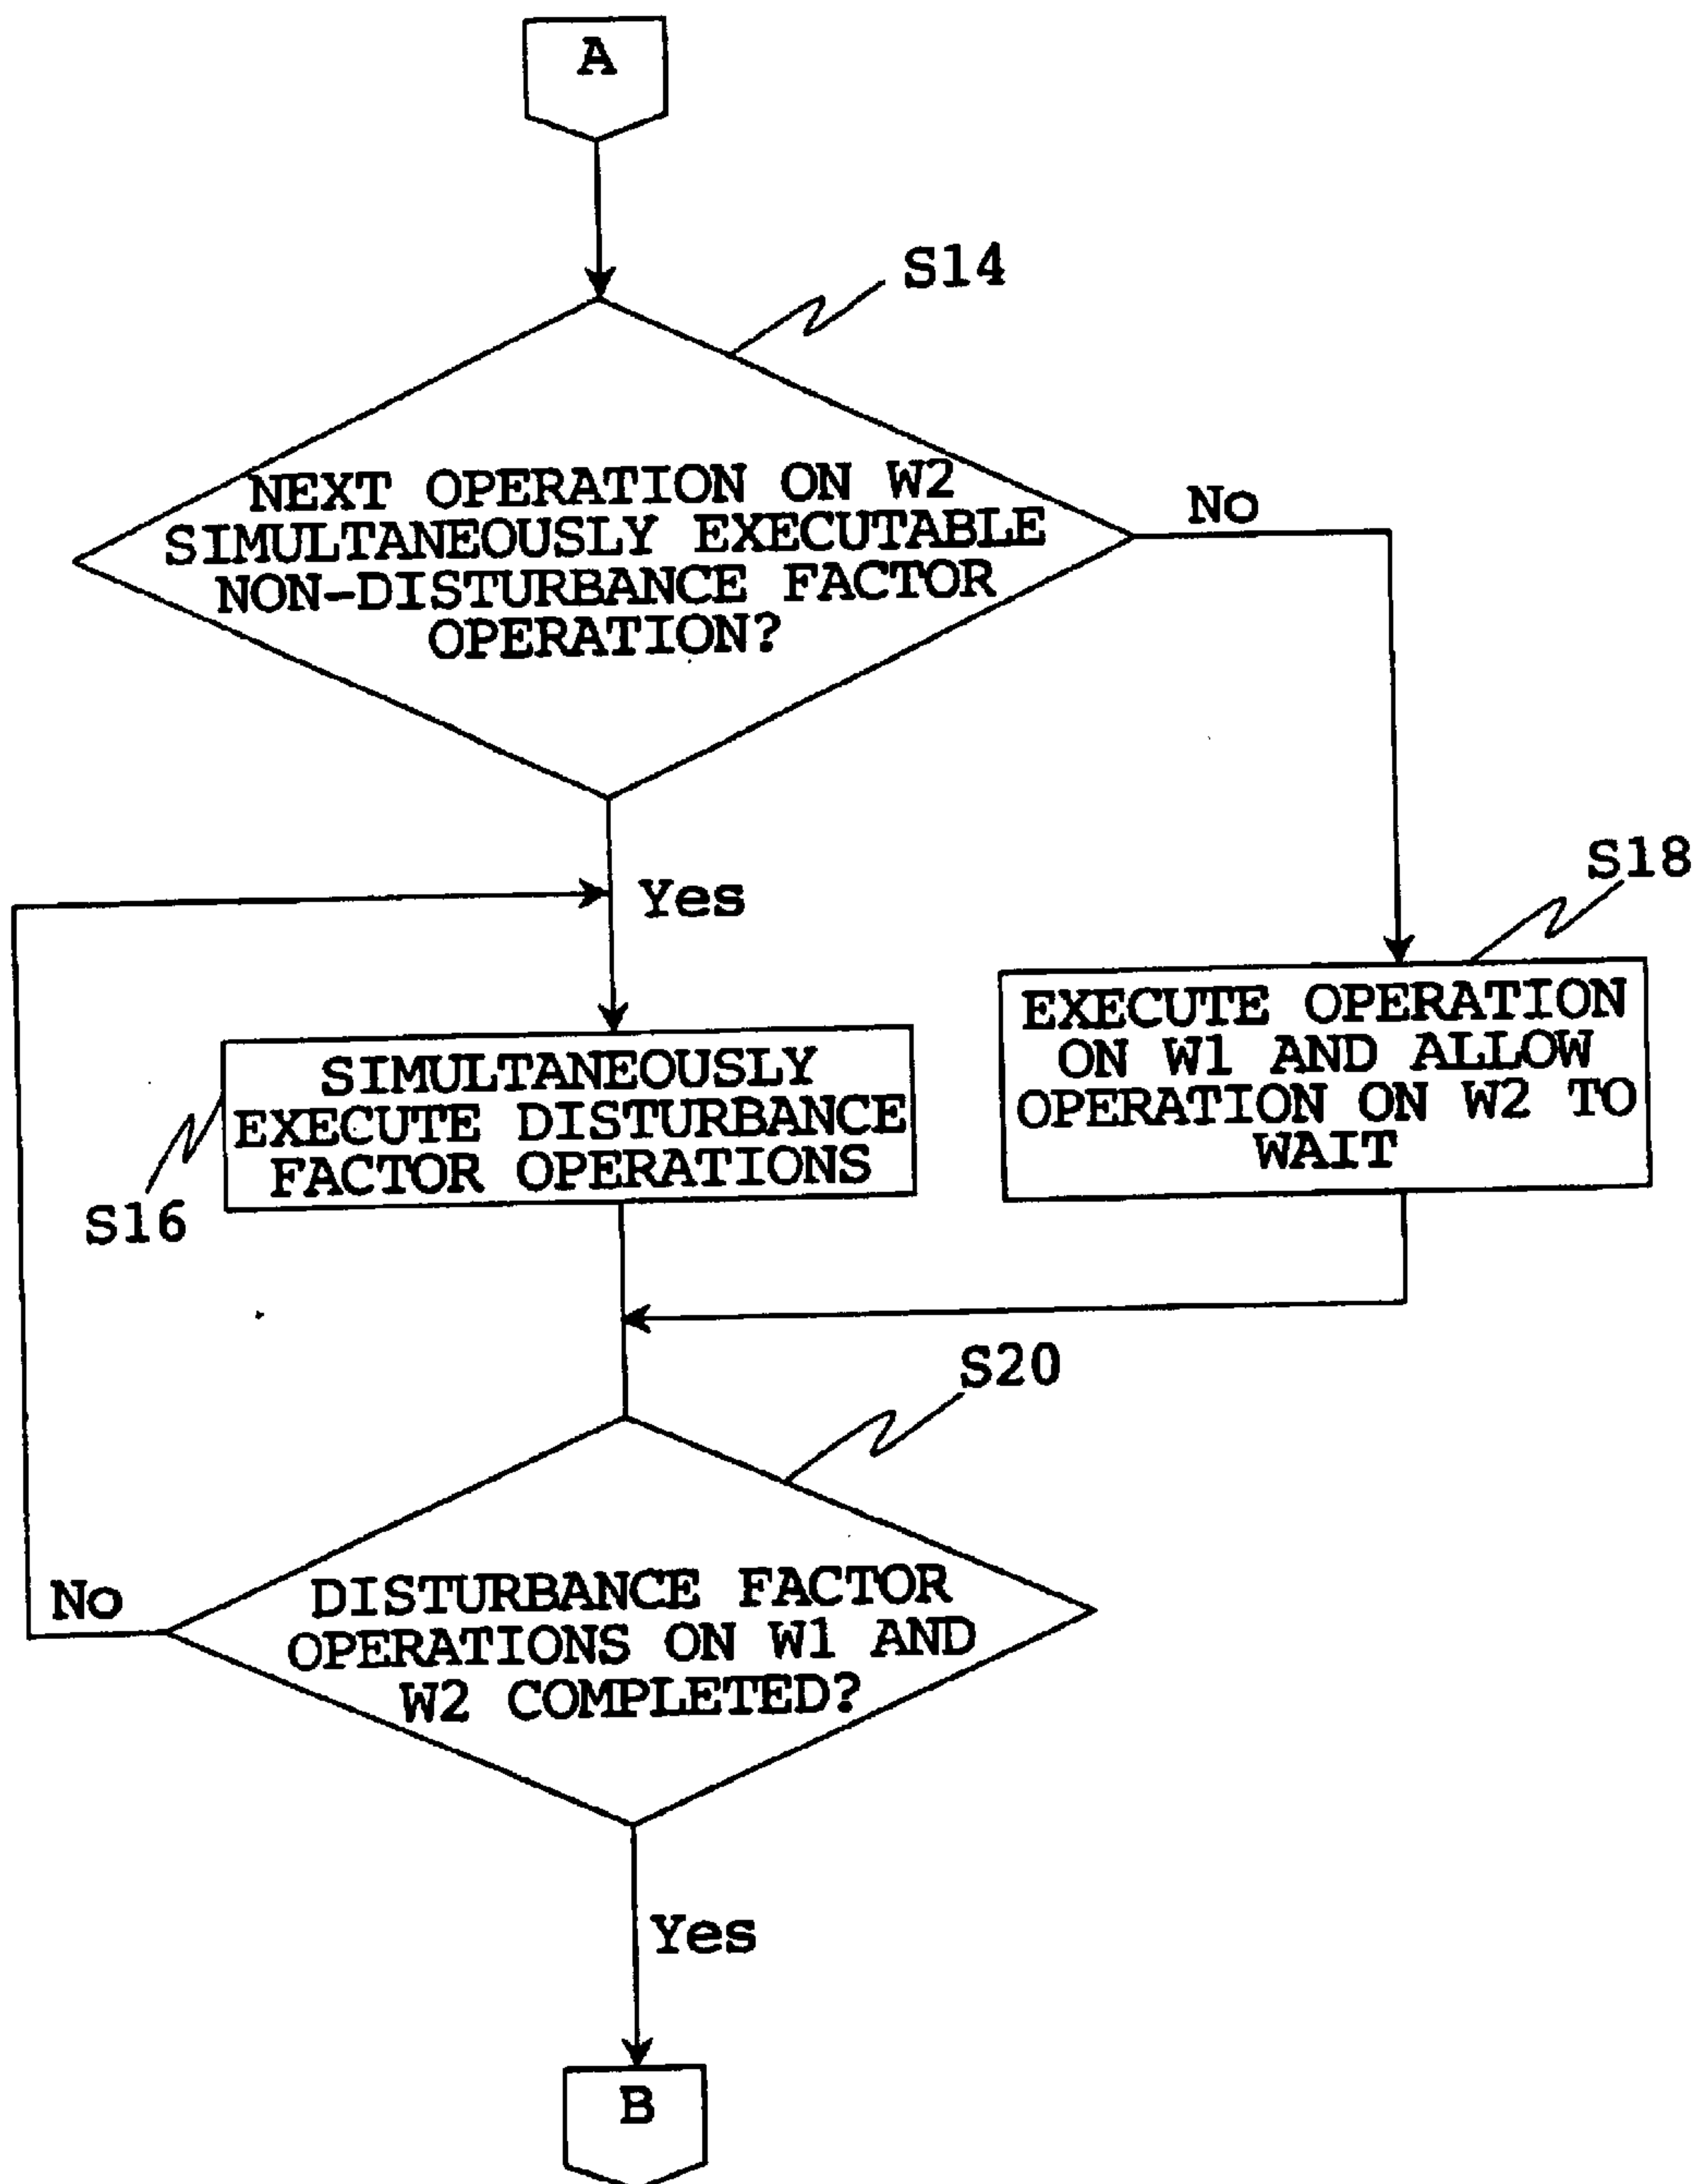 A
S14
NEXT OPERATION ON W2
SIMULTANEOUSLY EXECUTABLE
NON-DISTURBANCE FACTOR
OPERATION?
No
Yes
S18
EXECUTE OPERATION
ON W1 AND ALLOW
OPERATION ON W2 TO
WAIT
SIMULTANEOUSLY
EXECUTE DISTURBANCE
FACTOR OPERATIONS
S16
S20
DISTURBANCE FACTOR
OPERATIONS ON W1 AND
W2 COMPLETED?
No
Yes
B